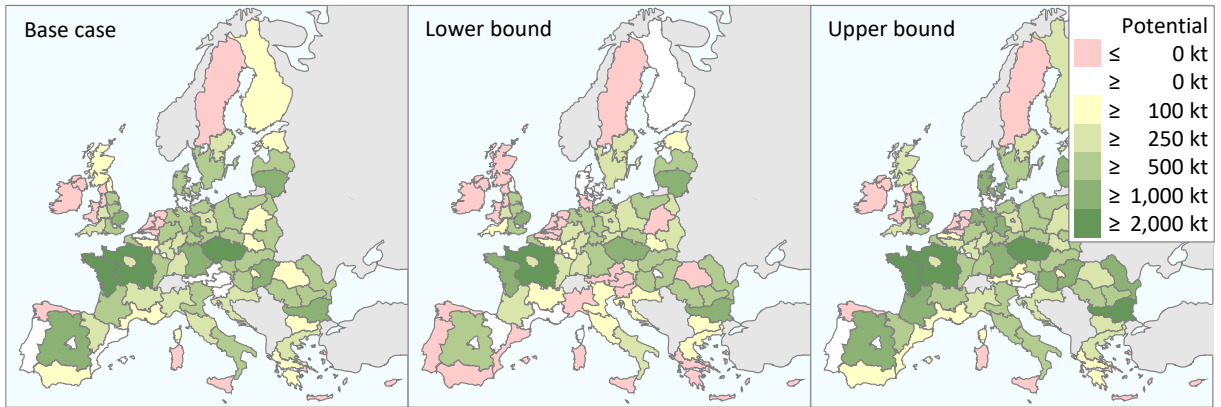 Base case
Lower bound
Upper bound
Potential
≤ 0 kt
≥ 0 kt
≥ 100 kt
≥ 250 kt
≥ 500 kt
≥ 1,000 kt
≥ 2,000 kt